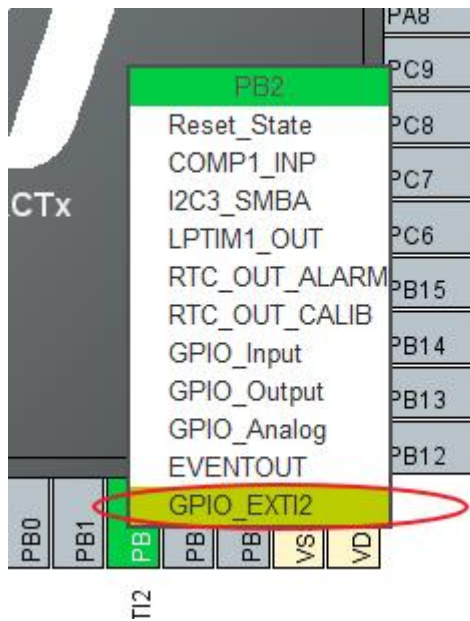 PA8
PB2
PC9
Reset_State
PC8
COMP1_INP
I2C3_SMBA
PC7
CTx
LPTIM1_OUT
PC6
RTC_OUT_ALARM
PB15
RTC_OUT_CALIB
GPIO_Input
PB14
GPIO_Output
PB13
GPIO_Analog
PB12
EVENTOUT
GPIO_EXTI2
PB0
PB1
PB
PB
PB
VS
VD
TI2